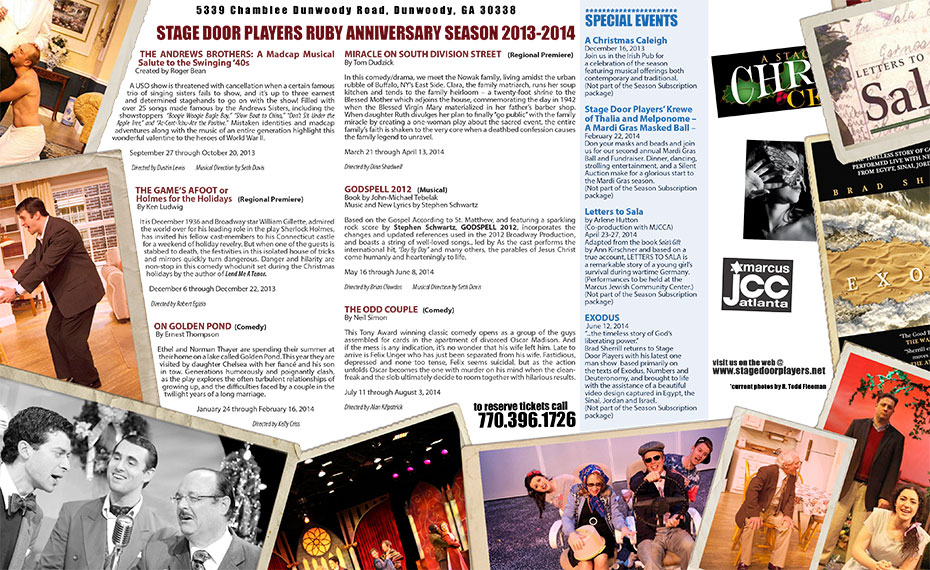 5339 Chamblee Dunwoody Road, Dunwoody, GA 30338
STAGE DOOR PLAYERS RUBY ANNIVERSARY SEASON 2013-2014
THE ANDREWS BROTHERS: A Madcap Musical
Salute to the Swinging '40s
Created by Roger Bean
A USO show is threatened with cancellation when a certain famous
trio of singing sisters fails to show, and it's up to three earnest
and determined stagehands to go on with the show! Filled with
over 25 songs made famous by the Andrews Sisters, including the
showstoppers "Boogie Woogie Bugle Boy," "Slow Boat to China," "Don't Sit Under the
Apple Tree," and "Ac-Cent-Tchu-Ate the Positive." Mistaken identities and madcap
adventures along with the music of an entire generation highlight this
wonderful valentine to the heroes of World War II.
September 27 through October 20, 2013
Directed by Dustin Lewis Musical Direction by Seth Davis
THE GAME'S AFOOT or
Holmes for the Holidays (Regional Premiere)
By Ken Ludwig
It is December 1936 and Broadway star William Gillette, admired
the world over for his leading role in the play Sherlock Holmes,
has invited his fellow cast-members to his Connecticut castle
for a weekend of holiday revelry. But when one of the guests is
stabbed to death, the festivities in this isolated house of tricks
and mirrors quickly turn dangerous. Danger and hilarity are
non-stop in this comedy whodunit set during the Christmas
holidays by the author of Lend Me A Tenor.
December 6 through December 22, 2013
Directed by Robert Egizio
ON GOLDEN POND (Comedy)
By Ernest Thompson
Ethel and Norman Thayer are spending their summer at
their home on a lake called Golden Pond. This year they are
visited by daughter Chelsea with her fiancé and his son
in tow. Generations humorously and poignantly clash,
as the play explores the often turbulent relationships of
growing up, and the difficulties faced by a couple in the
twilight years of a long marriage.
January 24 through February 16, 2014
Directed by Kelly Criss
MIRACLE ON SOUTH DIVISION STREET (Regional Premiere)
By Tom Dudzick
In this comedy/drama, we meet the Nowak family, living amidst the urban
rubble of Buffalo, NY's East Side. Clara, the family matriarch, runs her soup
kitchen and tends to the family heirloom – a twenty-foot shrine to the
Blessed Mother which adjoins the house, commemorating the day in 1942
when the Blessed Virgin Mary materialized in her father's barber shop.
When daughter Ruth divulges her plan to finally "go public" with the family
miracle by creating a one-woman play about the sacred event, the entire
family's faith is shaken to the very core when a deathbed confession causes
the family legend to unravel.
March 21 through April 13, 2014
Directed by Dina Shadwell
GODSPELL 2012 (Musical)
Book by John-Michael Tebelak
Music and New Lyrics by Stephen Schwartz
Based on the Gospel According to St. Matthew, and featuring a sparkling
rock score by Stephen Schwartz, GODSPELL 2012, incorporates the
changes and updated references used in the 2012 Broadway Production,
and boasts a string of well-loved songs., led by As the cast performs the
international hit, "Day By Day" and many others, the parables of Jesus Christ
come humanly and hearteningly to life.
May 16 through June 8, 2014
Directed by Brian Clowdus Musical Direction by Seth Davis
THE ODD COUPLE (Comedy)
By Neil Simon
This Tony Award winning classic comedy opens as a group of the guys
assembled for cards in the apartment of divorced Oscar Madison. And
if the mess is any indication, it's no wonder that his wife left him. Late to
arrive is Felix Unger who has just been separated from his wife. Fastidious,
depressed and none too tense, Felix seems suicidal, but as the action
unfolds Oscar becomes the one with murder on his mind when the clean-
freak and the slob ultimately decide to room together with hilarious results.
July 11 through August 3, 2014
Directed by Alan Kilpatrick
to reserve tickets call
770.396.1726
SPECIAL EVENTS
A Christmas Caleigh
December 16, 2013
Join us in the Irish Pub for
a celebration of the season
featuring musical offerings both
contemporary and traditional.
(Not part of the Season Subscription
package)
Stage Door Players' Krewe
of Thalia and Melponome –
A Mardi Gras Masked Ball –
February 22, 2014
Don your masks and beads and join
us for our second annual Mardi Gras
Ball and Fundraiser. Dinner, dancing,
strolling entertainment, and a Silent
Auction make for a glorious start to
the Mardi Gras season.
(Not part of the Season Subscription
package)
Letters to Sala
by Arlene Hutton
(Co-production with MJCCA)
April 23-27, 2014
Adapted from the book Sala's Gift
by Ann Kirschner and based on a
true account, LETTERS TO SALA is
a remarkable story of a young girl's
survival during wartime Germany.
(Performances to be held at the
Marcus Jewish Community Center.)
(Not part of the Season Subscription
package)
EXODUS
June 12, 2014
"...the timeless story of God's
liberating power."
Brad Sherrill returns to Stage
Door Players with his latest one
man show based primarily on
the texts of Exodus, Numbers and
Deuteronomy, and brought to life
with the assistance of a beautiful
video design captured in Egypt, the
Sinai, Jordan and Israel.
(Not part of the Season Subscription
package)
A STAG
CHR
LETTERS TO
Sala
marcus
jcc
atlanta
THE TIMELESS STORY OF GO
PERFORMED LIVE WITH NE
FROM EGYPT, SINAI, JOR
BRAD SH
EXO
visit us on the web @
www.stagedoorplayers.net
*current photos by R. Todd Fleeman